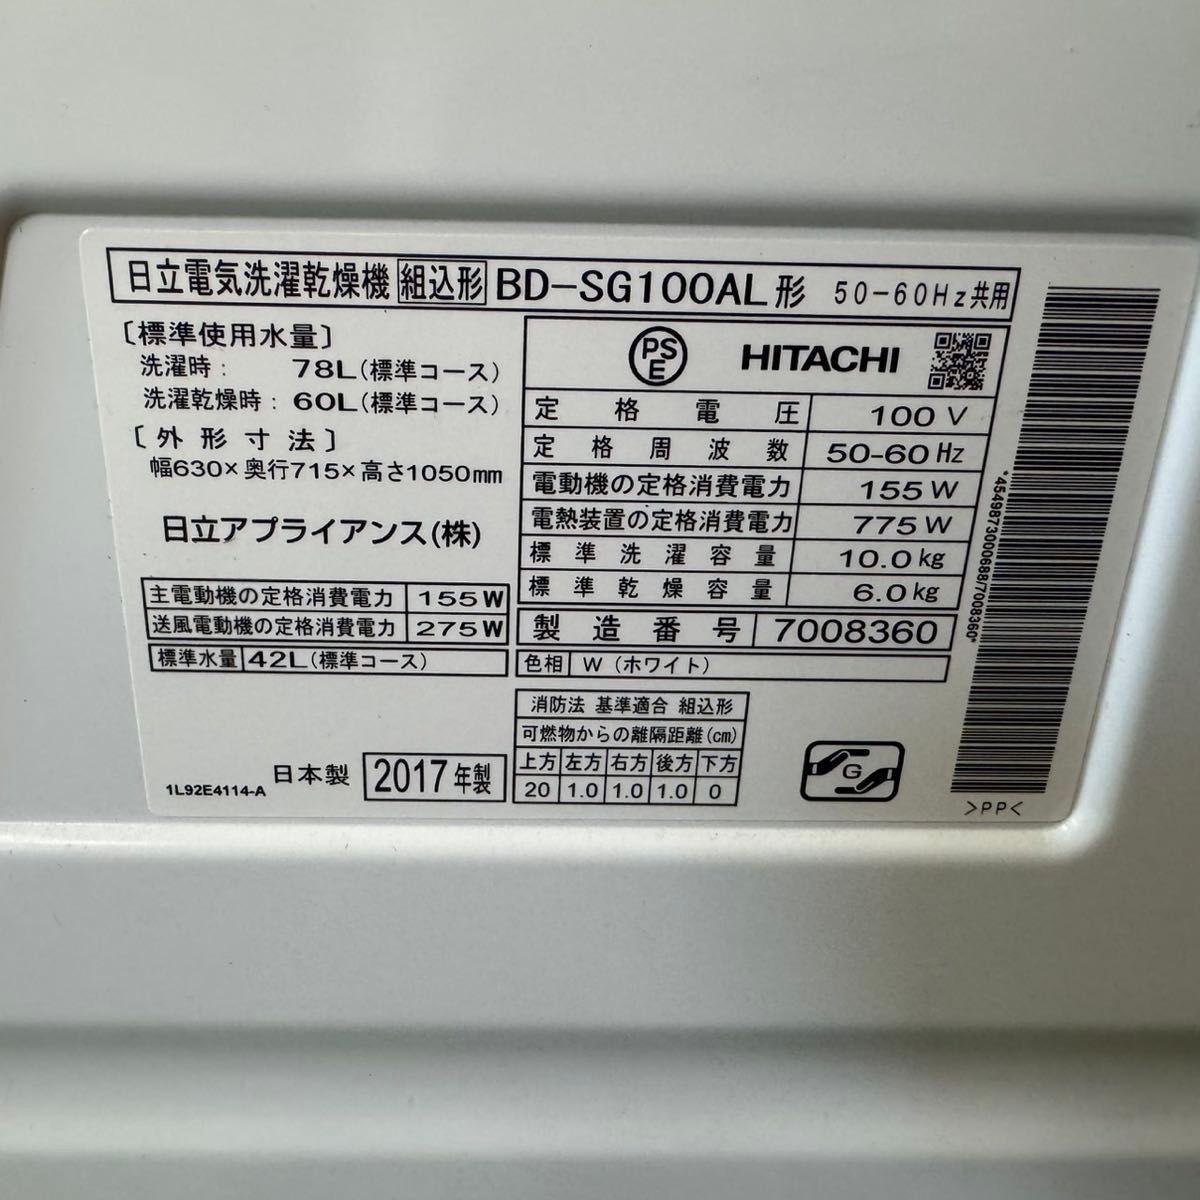 日立電気洗濯乾燥機 組込形 BD-SG100AL形 50-60Hz共用
〔標準使用水量〕
洗濯時: 78L(標準コース)
洗濯乾燥時: 60L(標準コース)
〔外形寸法〕
幅630×奥行715×高さ1050mm
日立アプライアンス(株)
主電動機の定格消費電力 155W
送風電動機の定格消費電力 275W
標準水量 42L(標準コース)
日本製 2017年製
1L92E4114-A
PSE HITACHI
定格電圧 100V
定格周波数 50-60Hz
電動機の定格消費電力 155W
電熱装置の定格消費電力 775W
標準洗濯容量 10.0kg
標準乾燥容量 6.0kg
製造番号 7008360
色相 W(ホワイト)
消防法 基準適合 組込形
可燃物からの離隔距離(cm)
上方 左方 右方 後方 下方
20 1.0 1.0 1.0 0
G
*4549873000688/7008360*
>PP<